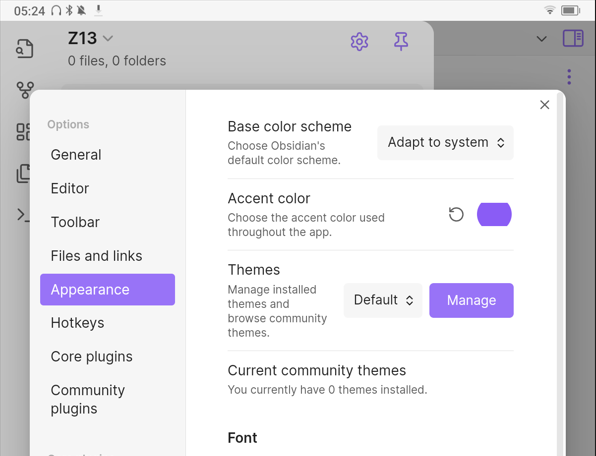 05:24
Z13
0 files, 0 folders
Options
General
Editor
Toolbar
Files and links
Appearance
Hotkeys
Core plugins
Community
plugins
Base color scheme
Choose Obsidian's
default color scheme.
Adapt to system
Accent color
Choose the accent color used
throughout the app.
Themes
Manage installed
themes and
browse community
themes.
Default
Manage
Current community themes
You currently have 0 themes installed.
Font